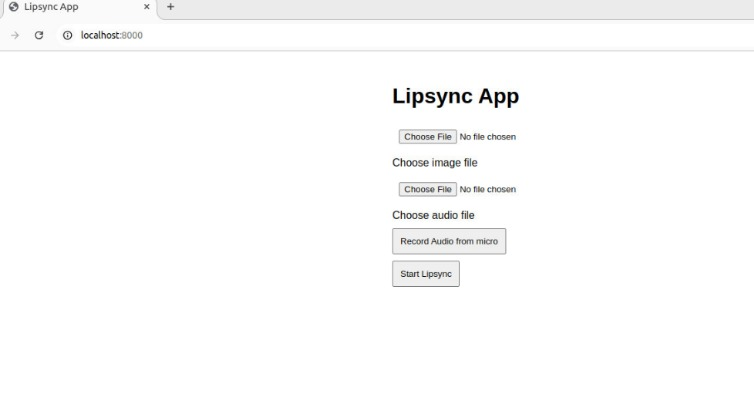 Lipsync App
localhost:8000
Lipsync App
Choose File No file chosen
Choose image file
Choose File No file chosen
Choose audio file
Record Audio from micro
Start Lipsync